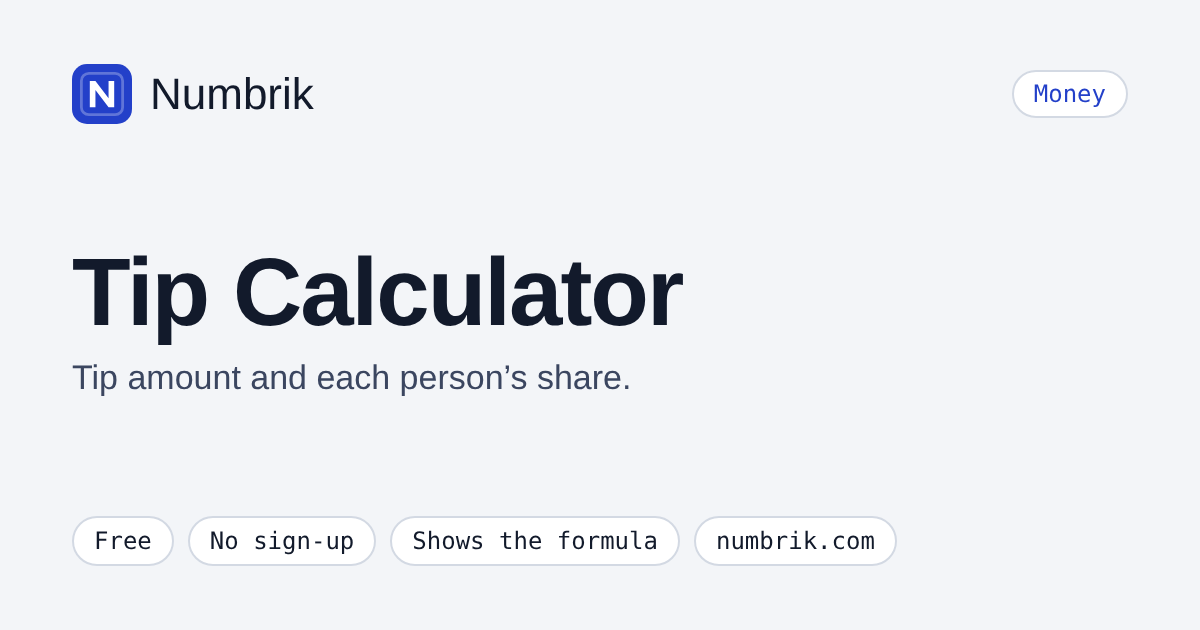 N Numbrik
Money
Tip Calculator
Tip amount and each person’s share.
Free
No sign-up
Shows the formula
numbrik.com